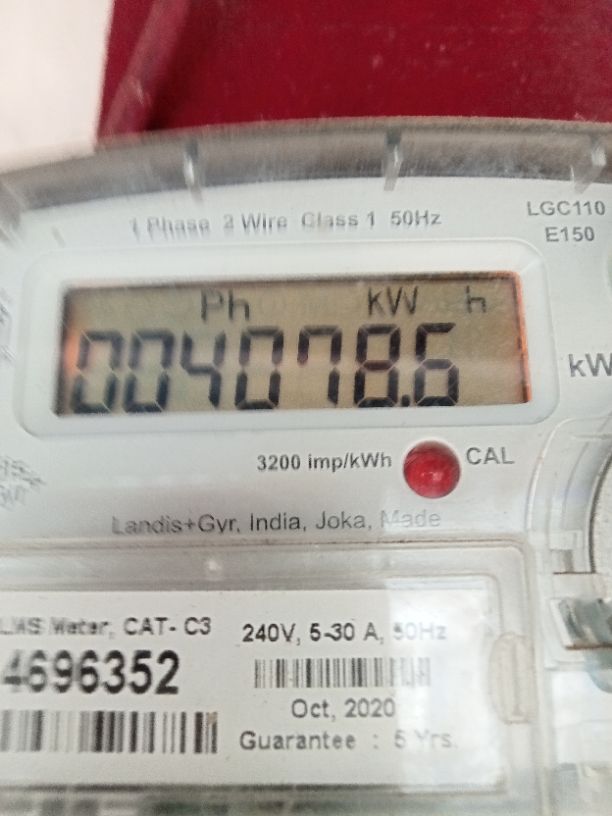 1 Phase 2 Wire Class 1 50Hz
LGC110
E150
Ph kW h
004078.6
kW
3200 imp/kWh
CAL
Landis+Gyr, India, Joka, Made
LMS Meter, CAT- C3
4696352
240V, 5-30 A, 50Hz
Oct, 2020
Guarantee : 5 Yrs.